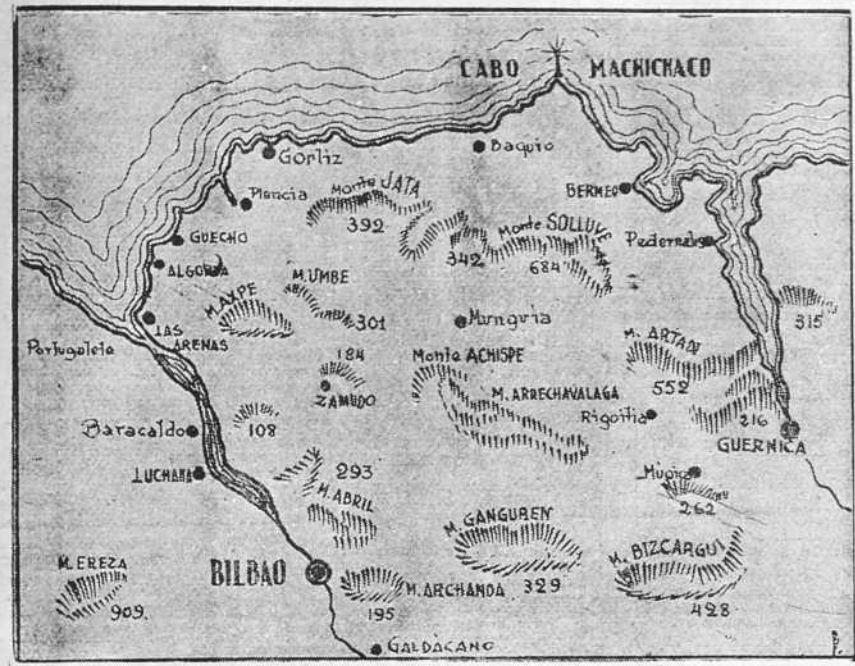 CABO MACHICHACO
Gorliz
Baquio
Plencia
Monte JATA
392
BERMEO
GUECHO
342
Monte SOLLUVE
684
Pedernales
ALGORTA
M. UMBE
301
M. AXPE
LAS
ARENAS
Portugalete
Munguia
315
184
ZAMUDO
Monte ACHISPE
M. ARRECHAVALAGA
M. ARTADI
552
Rigoitia
216
GUERNICA
108
Baracaldo
LUCHANA
293
M. ABRIL
Múgica
262
M. GANGUREN
329
M. BIZCARGUI
428
M. EREZA
909.
BILBAO
M. ARCHANDA
195
GALDÁCANO